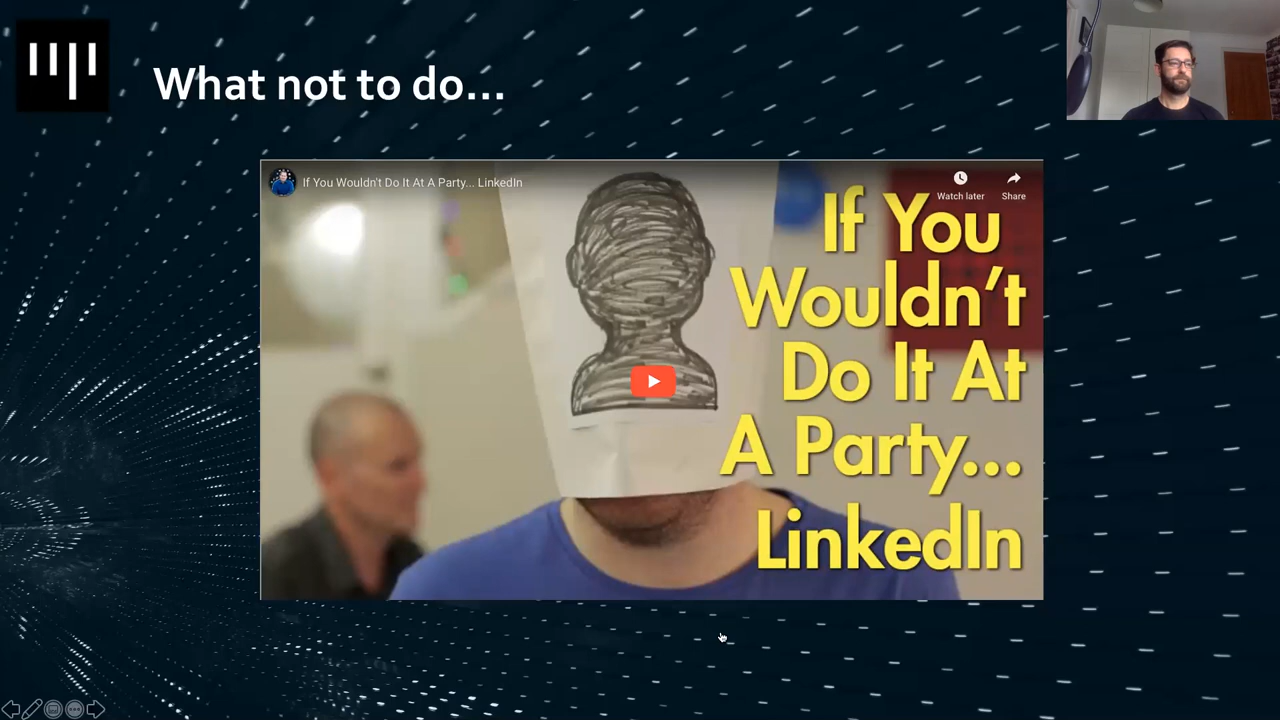 What not to do...
If You Wouldn't Do It At A Party... LinkedIn
Watch later
Share
If You
Wouldn't
Do It At
A Party...
LinkedIn